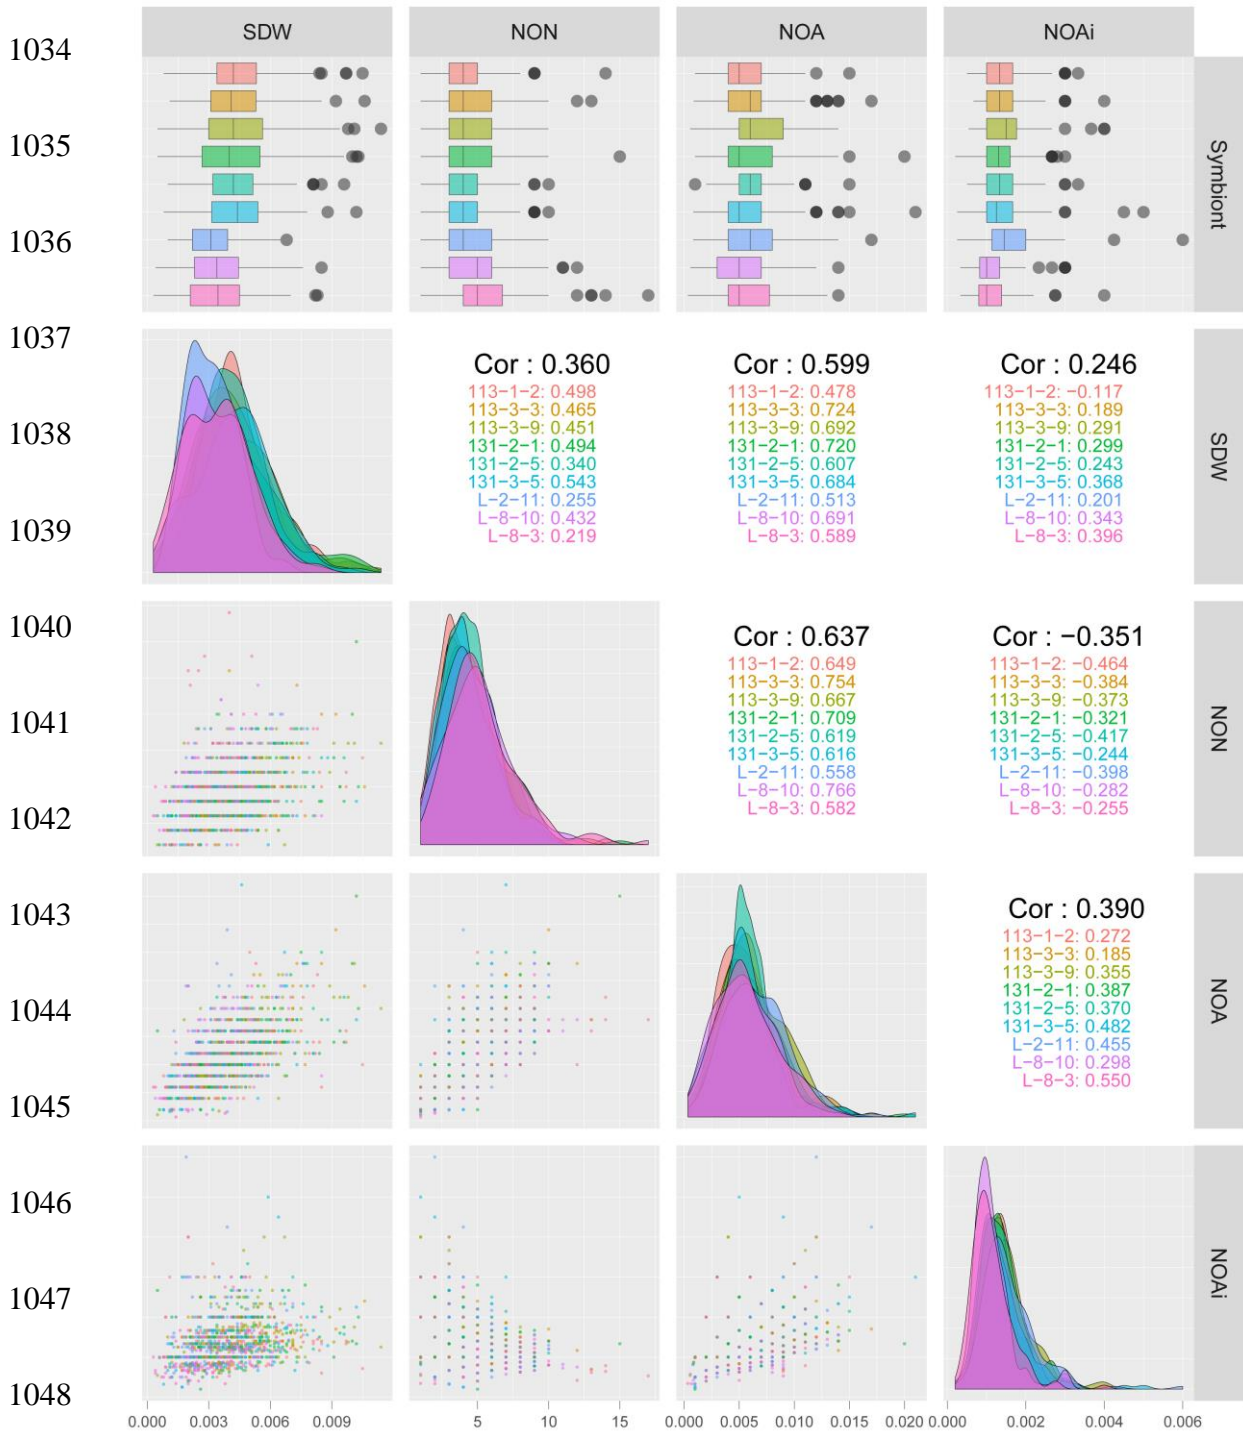 SDW NON NOA NOAi
1034
1035
1036
Symbiont
1037
1038
1039
Cor : 0.360
113−1−2: 0.498
113−3−3: 0.465
113−3−9: 0.451
131−2−1: 0.494
131−2−5: 0.340
131−3−5: 0.543
L−2−11: 0.255
L−8−10: 0.432
L−8−3: 0.219
Cor : 0.599
113−1−2: 0.478
113−3−3: 0.724
113−3−9: 0.692
131−2−1: 0.720
131−2−5: 0.607
131−3−5: 0.684
L−2−11: 0.513
L−8−10: 0.691
L−8−3: 0.589
Cor : 0.246
113−1−2: −0.117
113−3−3: 0.189
113−3−9: 0.291
131−2−1: 0.299
131−2−5: 0.243
131−3−5: 0.368
L−2−11: 0.201
L−8−10: 0.343
L−8−3: 0.396
SDW
1040
1041
1042
Cor : 0.637
113−1−2: 0.649
113−3−3: 0.754
113−3−9: 0.667
131−2−1: 0.709
131−2−5: 0.619
131−3−5: 0.616
L−2−11: 0.558
L−8−10: 0.766
L−8−3: 0.582
Cor : −0.351
113−1−2: −0.464
113−3−3: −0.384
113−3−9: −0.373
131−2−1: −0.321
131−2−5: −0.417
131−3−5: −0.244
L−2−11: −0.398
L−8−10: −0.282
L−8−3: −0.255
NON
1043
1044
1045
Cor : 0.390
113−1−2: 0.272
113−3−3: 0.185
113−3−9: 0.355
131−2−1: 0.387
131−2−5: 0.370
131−3−5: 0.482
L−2−11: 0.455
L−8−10: 0.298
L−8−3: 0.550
NOA
1046
1047
1048
NOAi
0.000 0.003 0.006 0.009 5 10 15 0.000 0.005 0.010 0.015 0.020 0.000 0.002 0.004 0.006